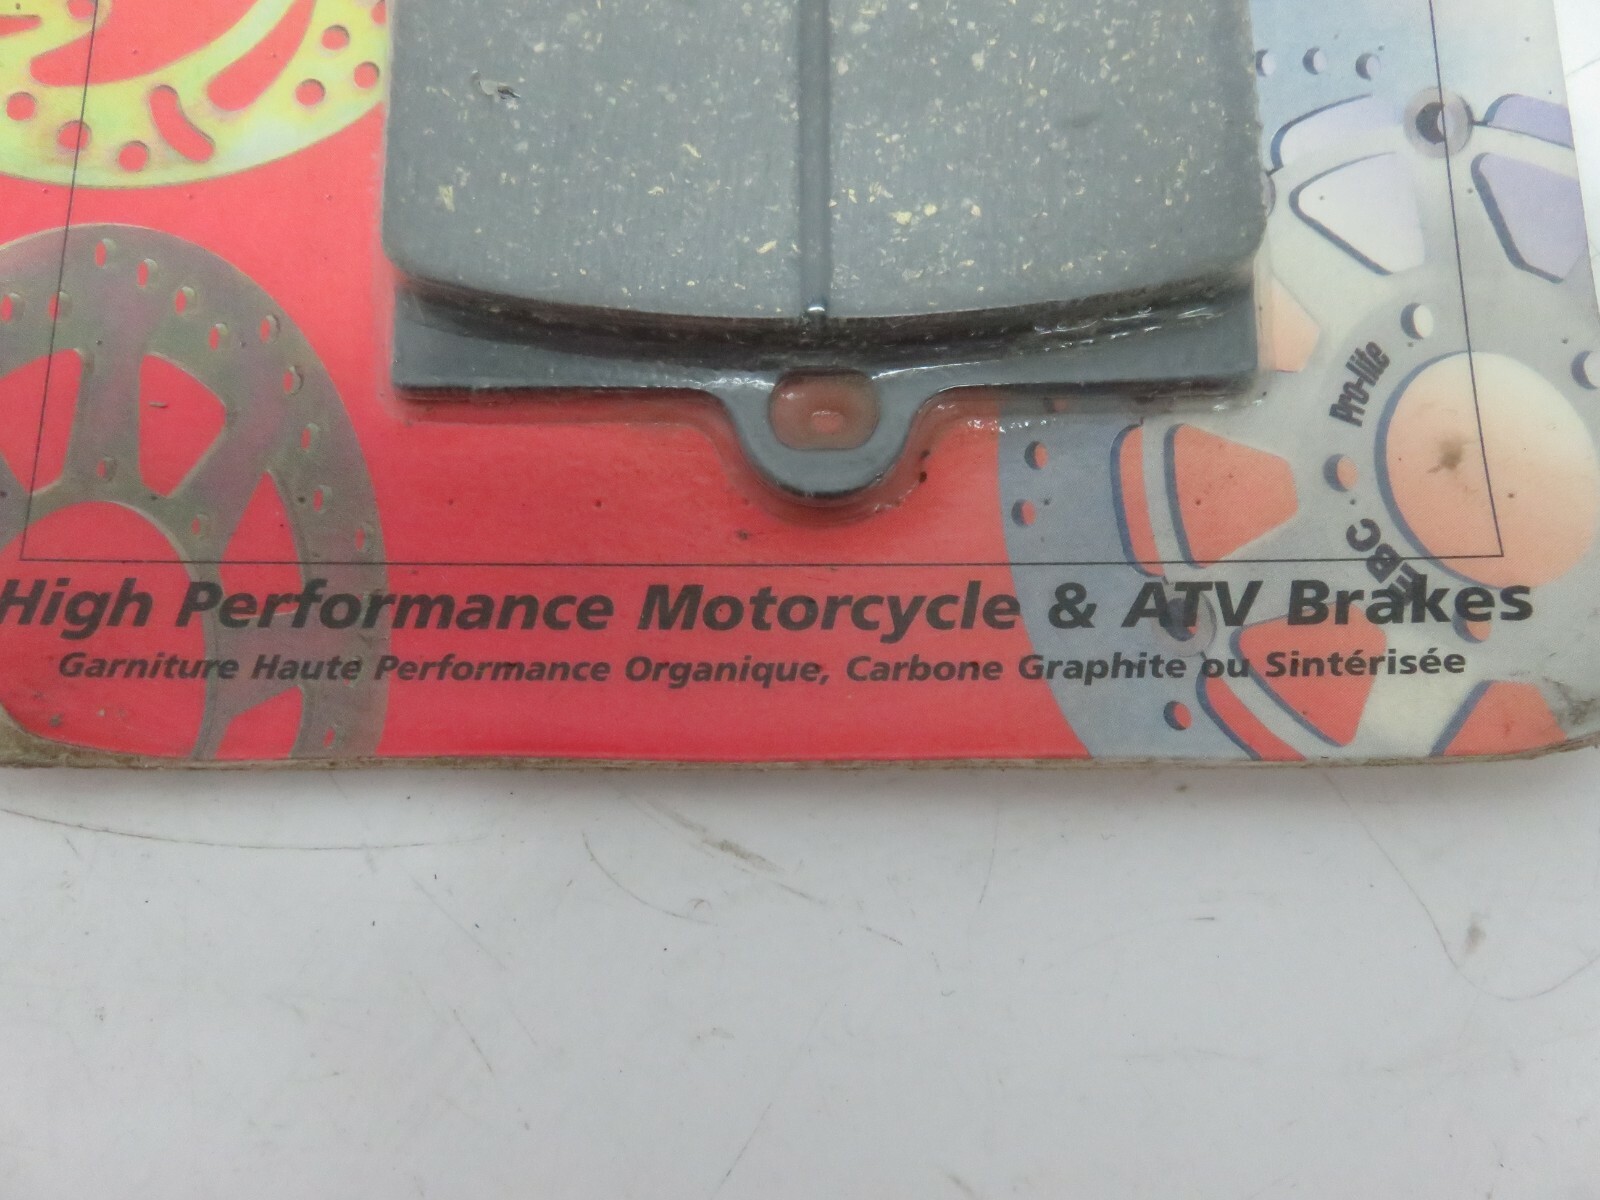 Pro-lite
EBC
High Performance Motorcycle & ATV Brakes
Garniture Haute Performance Organique, Carbone Graphite ou Sintérisée